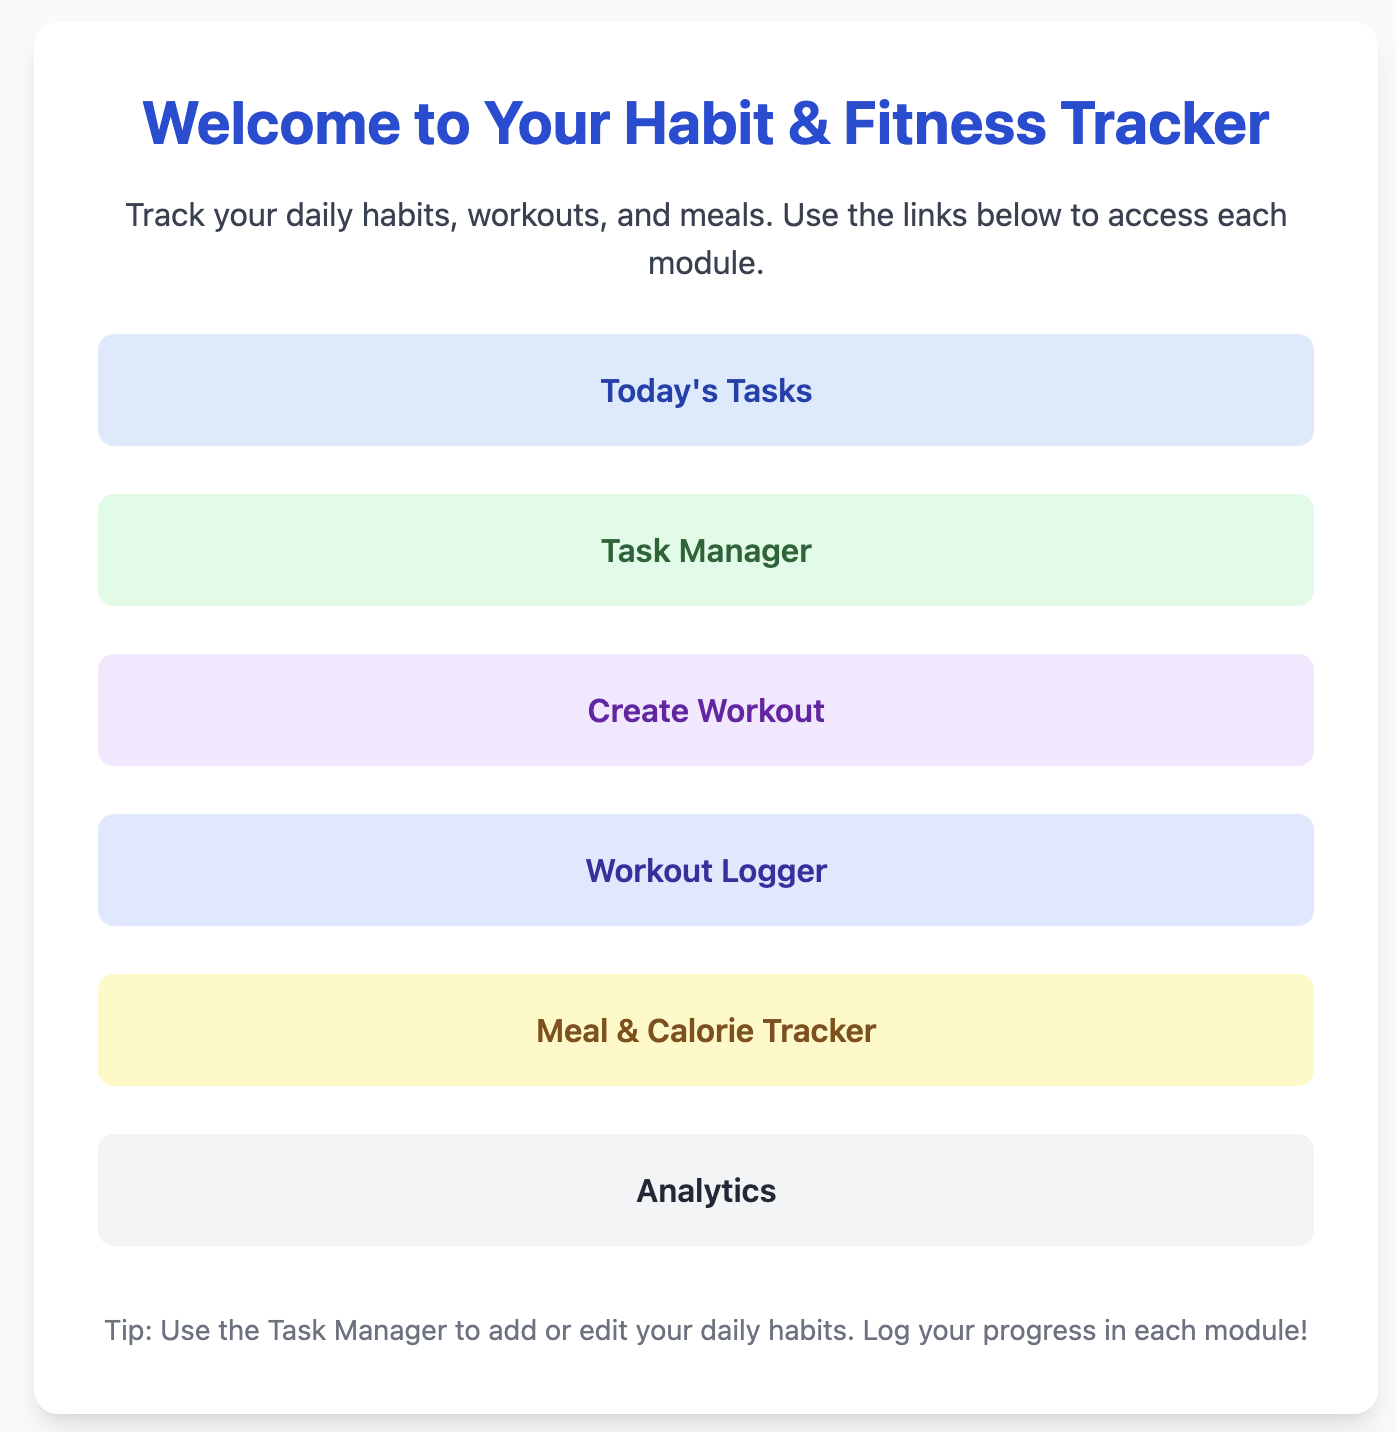 Welcome to Your Habit & Fitness Tracker
Track your daily habits, workouts, and meals. Use the links below to access each
module.
Today's Tasks
Task Manager
Create Workout
Workout Logger
Meal & Calorie Tracker
Analytics
Tip: Use the Task Manager to add or edit your daily habits. Log your progress in each module!